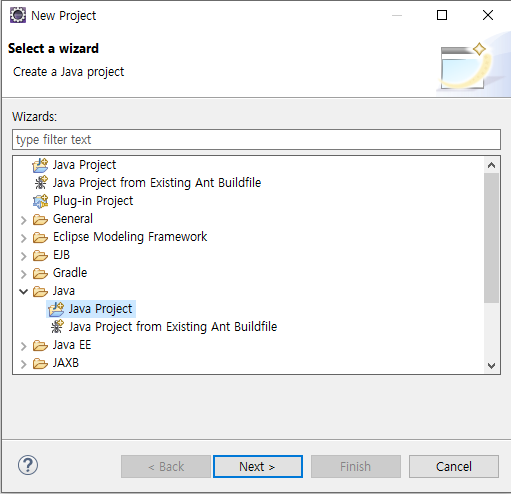 New Project
Select a wizard
Create a Java project
Wizards:
type filter text
Java Project
Java Project from Existing Ant Buildfile
Plug-in Project
General
Eclipse Modeling Framework
EJB
Gradle
Java
Java Project
Java Project from Existing Ant Buildfile
Java EE
JAXB
? < Back Next > Finish Cancel